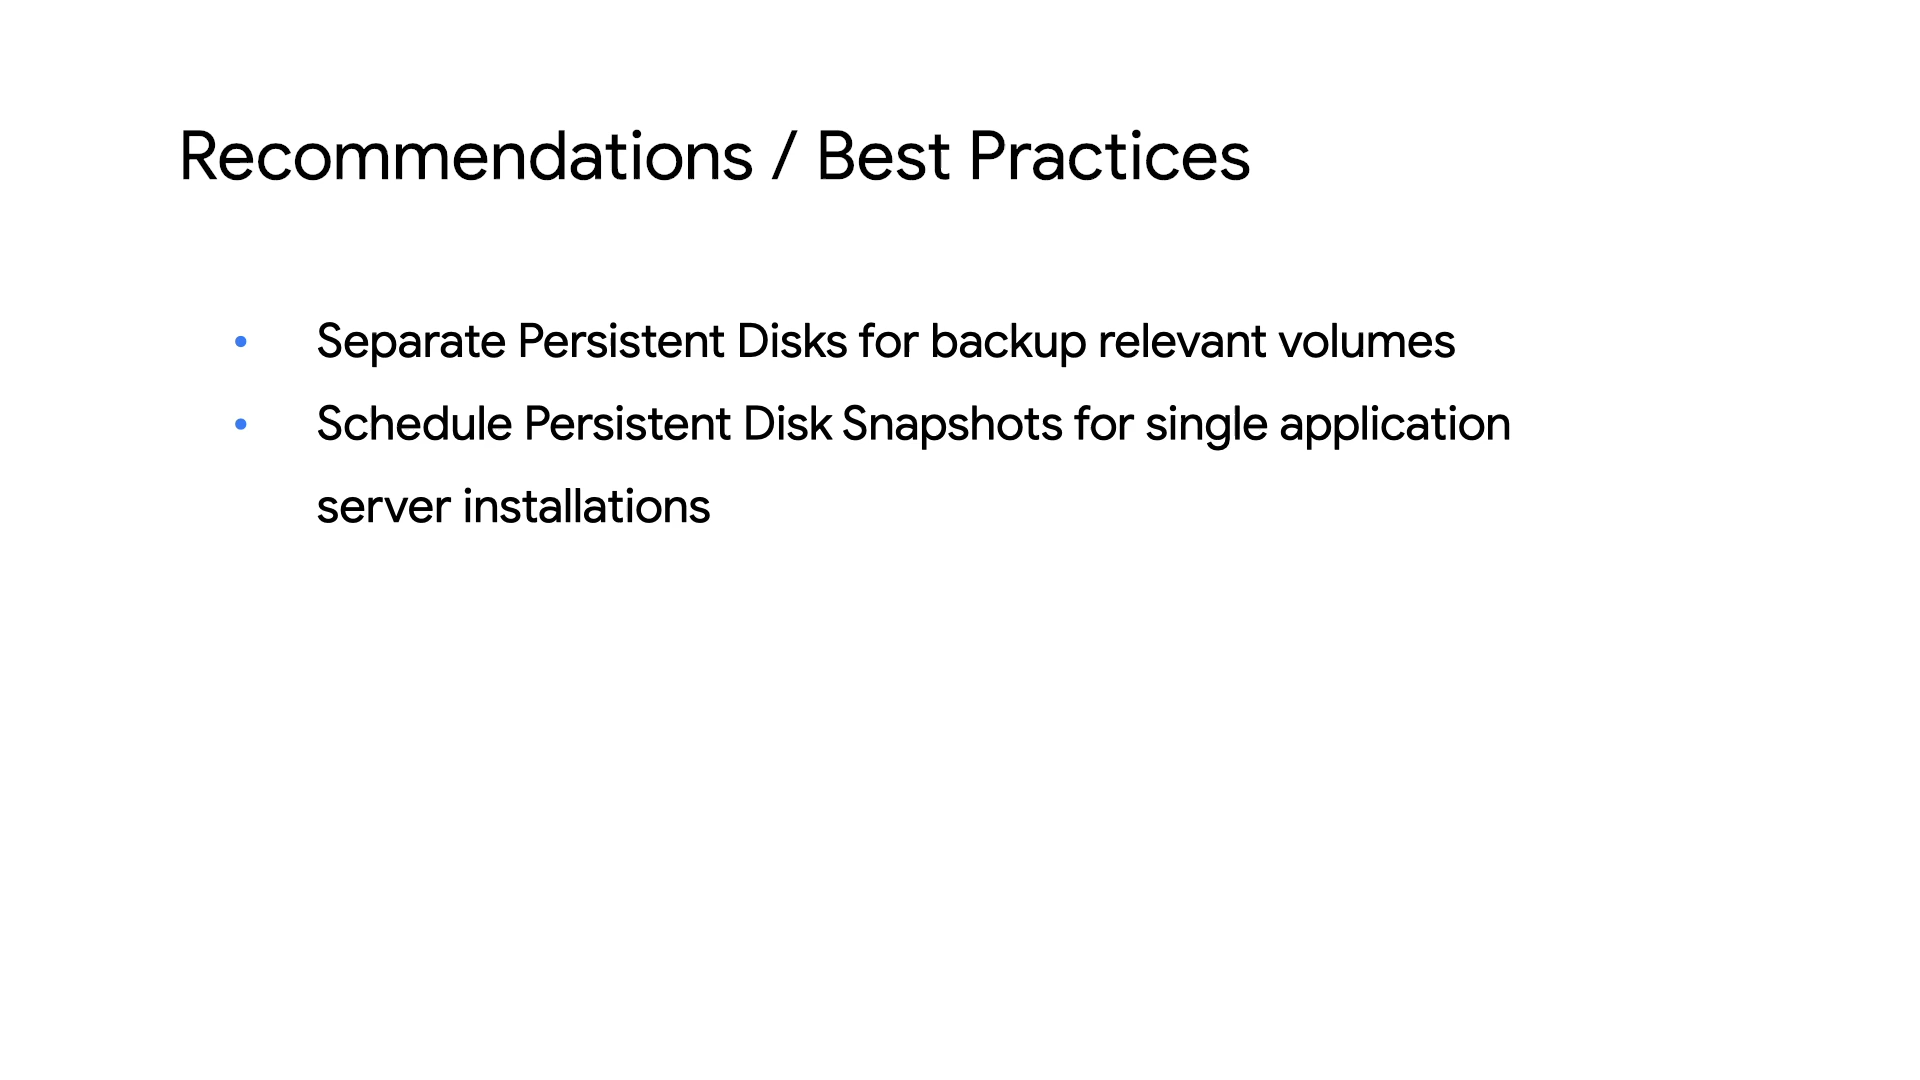 Recommendations / Best Practices
• Separate Persistent Disks for backup relevant volumes
• Schedule Persistent Disk Snapshots for single application
server installations